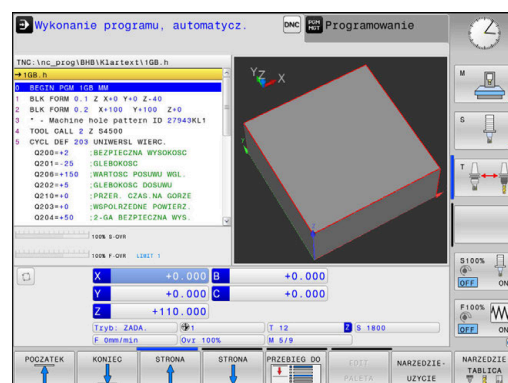 Wykonanie programu, automatycz.
DNC
PGM
MGT
Programowanie
TNC:\nc_prog\BHB\Klartext\1GB.h
→1GB.h
0 BEGIN PGM 1GB MM
1 BLK FORM 0.1 Z X+0 Y+0 Z-40
2 BLK FORM 0.2 X+100 Y+100 Z+0
3 * - Machine hole pattern ID 27943KL1
4 TOOL CALL 2 Z S4500
5 CYCL DEF 203 UNIWERSL WIERC.
Q200=+2 ;BEZPIECZNA WYSOKOSC
Q201=-25 ;GLEBOKOSC
Q206=+150 ;WARTOSC POSUWU WGL.
Q202=+5 ;GLEBOKOSC DOSUWU
Q210=+0 ;PRZER. CZAS.NA GORZE
Q203=+0 ;WSPOLRZEDNE POWIERZ.
Q204=+50 ;2-GA BEZPIECZNA WYS.
Y Z X
100% S-OVR
100% F-OVR LIMIT 1
X +0.000 B +0.000
Y +0.000 C +0.000
Z +110.000
Tryb: ZADA. 1 T 12 Z S 1800
F 0mm/min Ovr 100% M 5/9
M
S
T
S100%
OFF ON
F100%
OFF ON
POCZATEK
KONIEC
STRONA
STRONA
PRZEBIEG DO
EDIT
PALETA
NARZEDZIE-
UZYCIE
NARZEDZIE
TABLICA